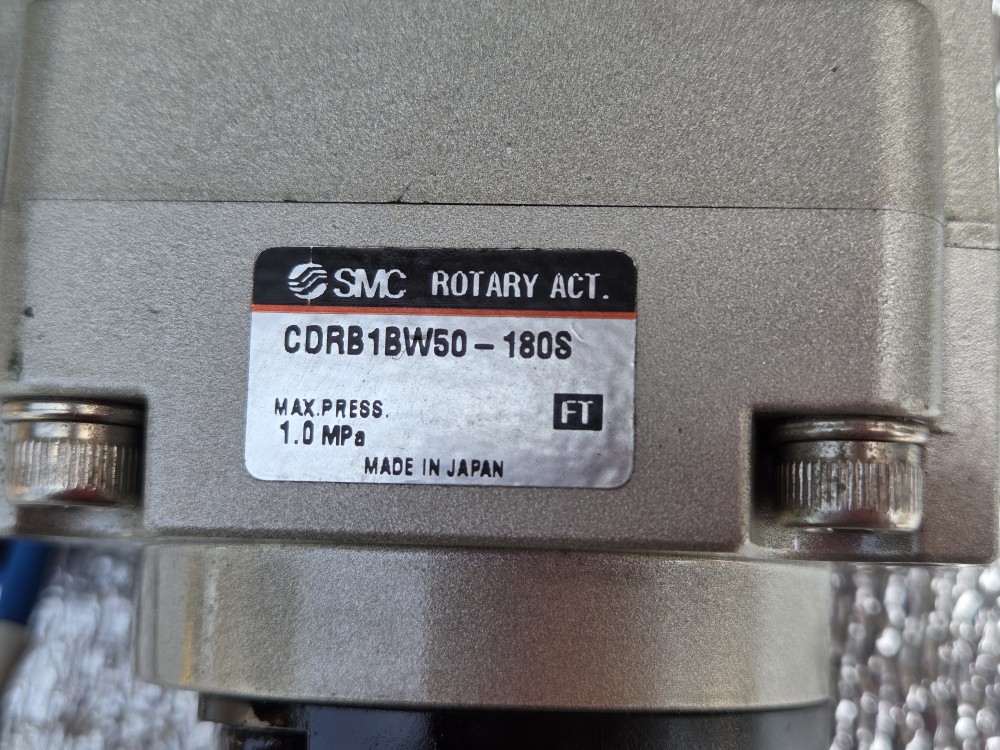 SMC ROTARY ACT.
CDRB1BW50-180S
MAX.PRESS.
1.0 MPa
FT
MADE IN JAPAN